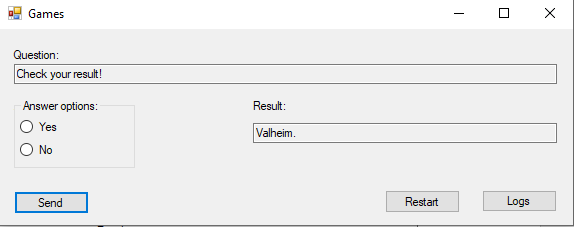 Games
Question:
Check your result!
Answer options:
Yes
No
Result:
Valheim.
Send
Restart
Logs